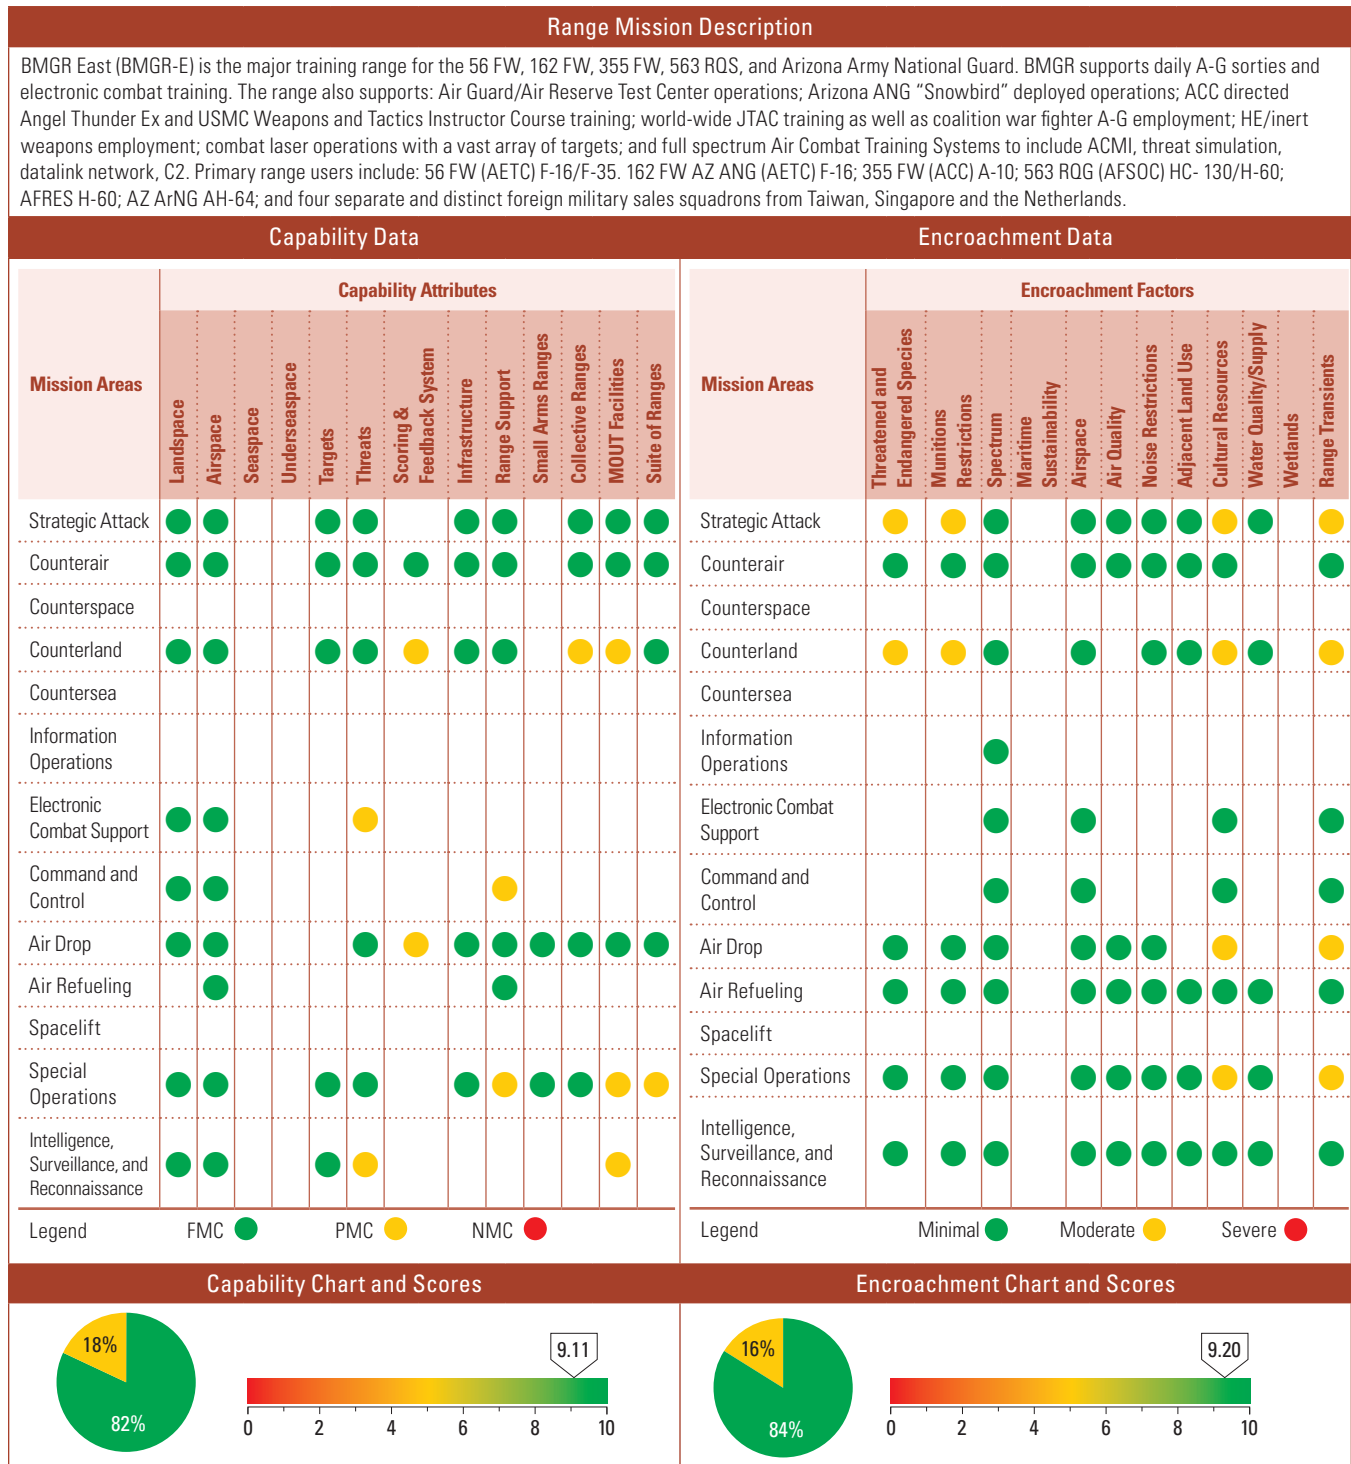 Range Mission Description
BMGR East (BMGR-E) is the major training range for the 56 FW, 162 FW, 355 FW, 563 RQS, and Arizona Army National Guard. BMGR supports daily A-G sorties and
electronic combat training. The range also supports: Air Guard/Air Reserve Test Center operations; Arizona ANG “Snowbird” deployed operations; ACC directed
Angel Thunder Ex and USMC Weapons and Tactics Instructor Course training; world-wide JTAC training as well as coalition war fighter A-G employment; HE/inert
weapons employment; combat laser operations with a vast array of targets; and full spectrum Air Combat Training Systems to include ACMI, threat simulation,
datalink network, C2. Primary range users include: 56 FW (AETC) F-16/F-35. 162 FW AZ ANG (AETC) F-16; 355 FW (ACC) A-10; 563 RQG (AFSOC) HC- 130/H-60;
AFRES H-60; AZ ArNG AH-64; and four separate and distinct foreign military sales squadrons from Taiwan, Singapore and the Netherlands.
Capability Data
Mission Areas
Capability Attributes
Landspace
Airspace
Seaspace
Underseaspace
Targets
Threats
Scoring &
Feedback System
Infrastructure
Range Support
Small Arms Ranges
Collective Ranges
MOUT Facilities
Suite of Ranges
Strategic Attack
Counterair
Counterspace
Counterland
Countersea
Information
Operations
Electronic
Combat Support
Command and
Control
Air Drop
Air Refueling
Spacelift
Special
Operations
Intelligence,
Surveillance, and
Reconnaissance
Legend
FMC
PMC
NMC
Encroachment Data
Mission Areas
Encroachment Factors
Threatened and
Endangered Species
Munitions
Restrictions
Spectrum
Maritime
Sustainability
Airspace
Air Quality
Noise Restrictions
Adjacent Land Use
Cultural Resources
Water Quality/Supply
Wetlands
Range Transients
Strategic Attack
Counterair
Counterspace
Counterland
Countersea
Information
Operations
Electronic Combat
Support
Command and
Control
Air Drop
Air Refueling
Spacelift
Special Operations
Intelligence,
Surveillance, and
Reconnaissance
Legend
Minimal
Moderate
Severe
Capability Chart and Scores
18%
82%
9.11
0 2 4 6 8 10
Encroachment Chart and Scores
16%
84%
9.20
0 2 4 6 8 10